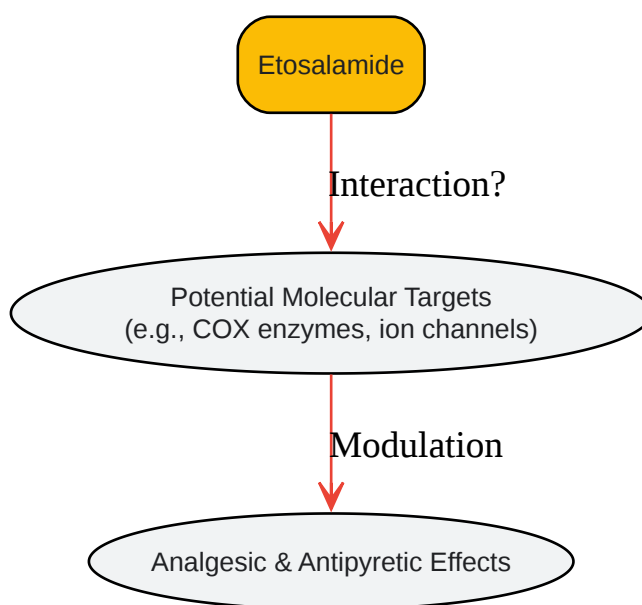 Etosalamide
Interaction?
Potential Molecular Targets
(e.g., COX enzymes, ion channels)
Modulation
Analgesic & Antipyretic Effects